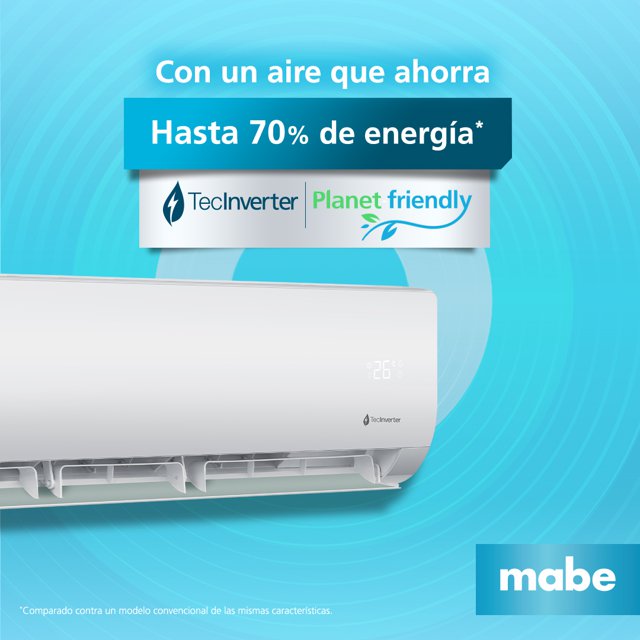 Con un aire que ahorra
Hasta 70% de energía*
TecInverter | Planet friendly
26°
TecInverter
mabe
*Comparado contra un modelo convencional de las mismas características.